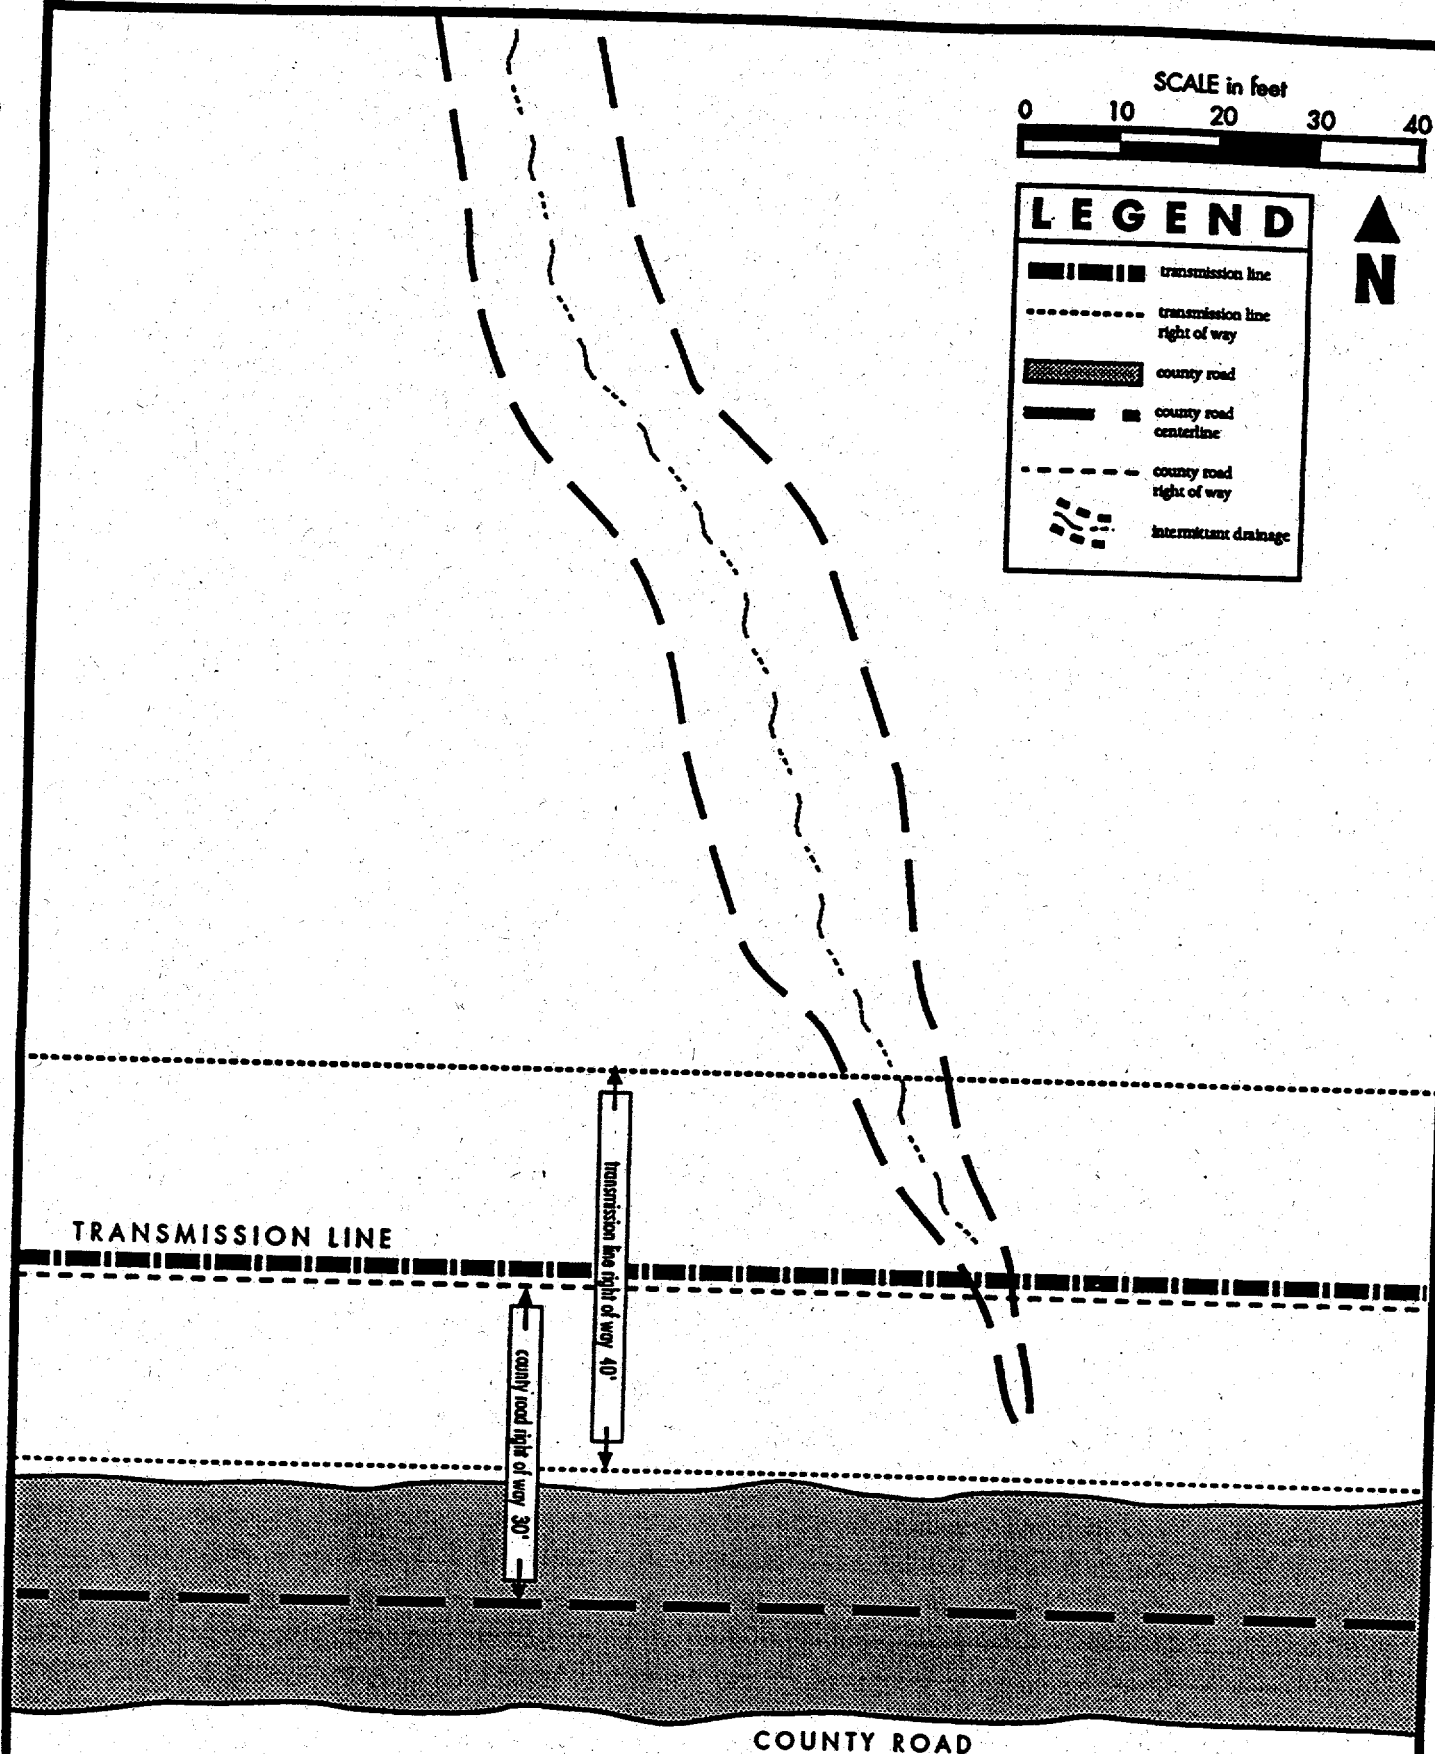 SCALE in feet
0 10 20 30 40
LEGEND
transmission line
transmission line
right of way
county road
county road
centerline
county road
right of way
intermittant drainage
N
TRANSMISSION LINE
transmission line right of way 40'
county road right of way 30'
COUNTY ROAD